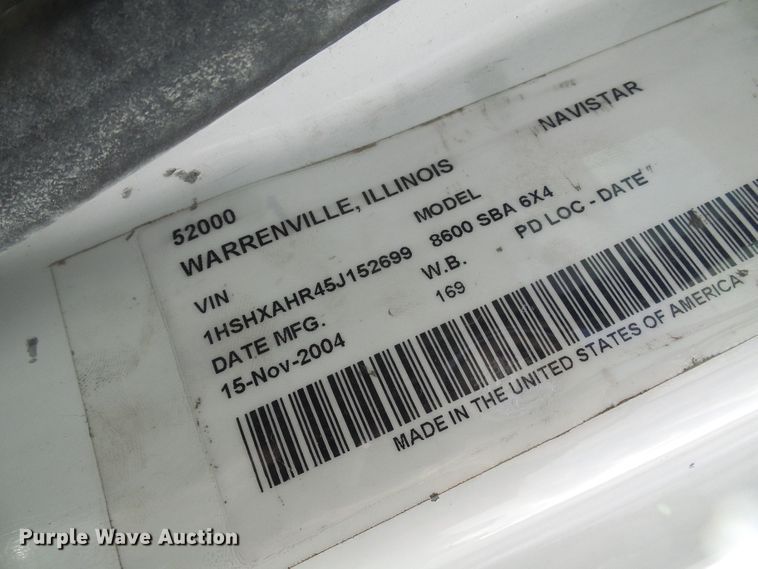 52000
WARRENVILLE, ILLINOIS NAVISTAR
VIN MODEL
1HSHXAHR45J152699 8600 SBA 6X4
DATE MFG. W.B. PD LOC - DATE"
15-Nov-2004 169
MADE IN THE UNITED STATES OF AMERICA
Purple Wave Auction®